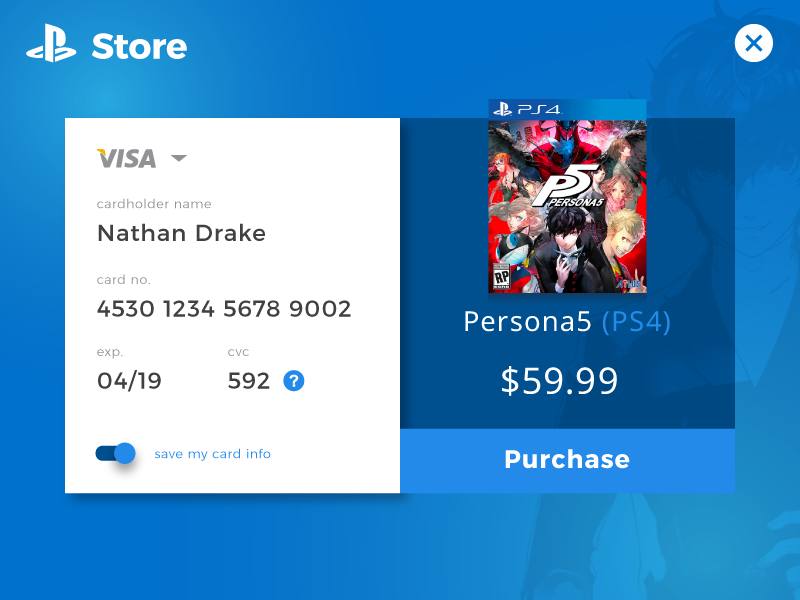 Store
VISA
cardholder name
Nathan Drake
card no.
4530 1234 5678 9002
exp. cvc
04/19 592 ?
save my card info
PS4
P5
PERSONA5
RP
ATLUS
Persona5 (PS4)
$59.99
Purchase